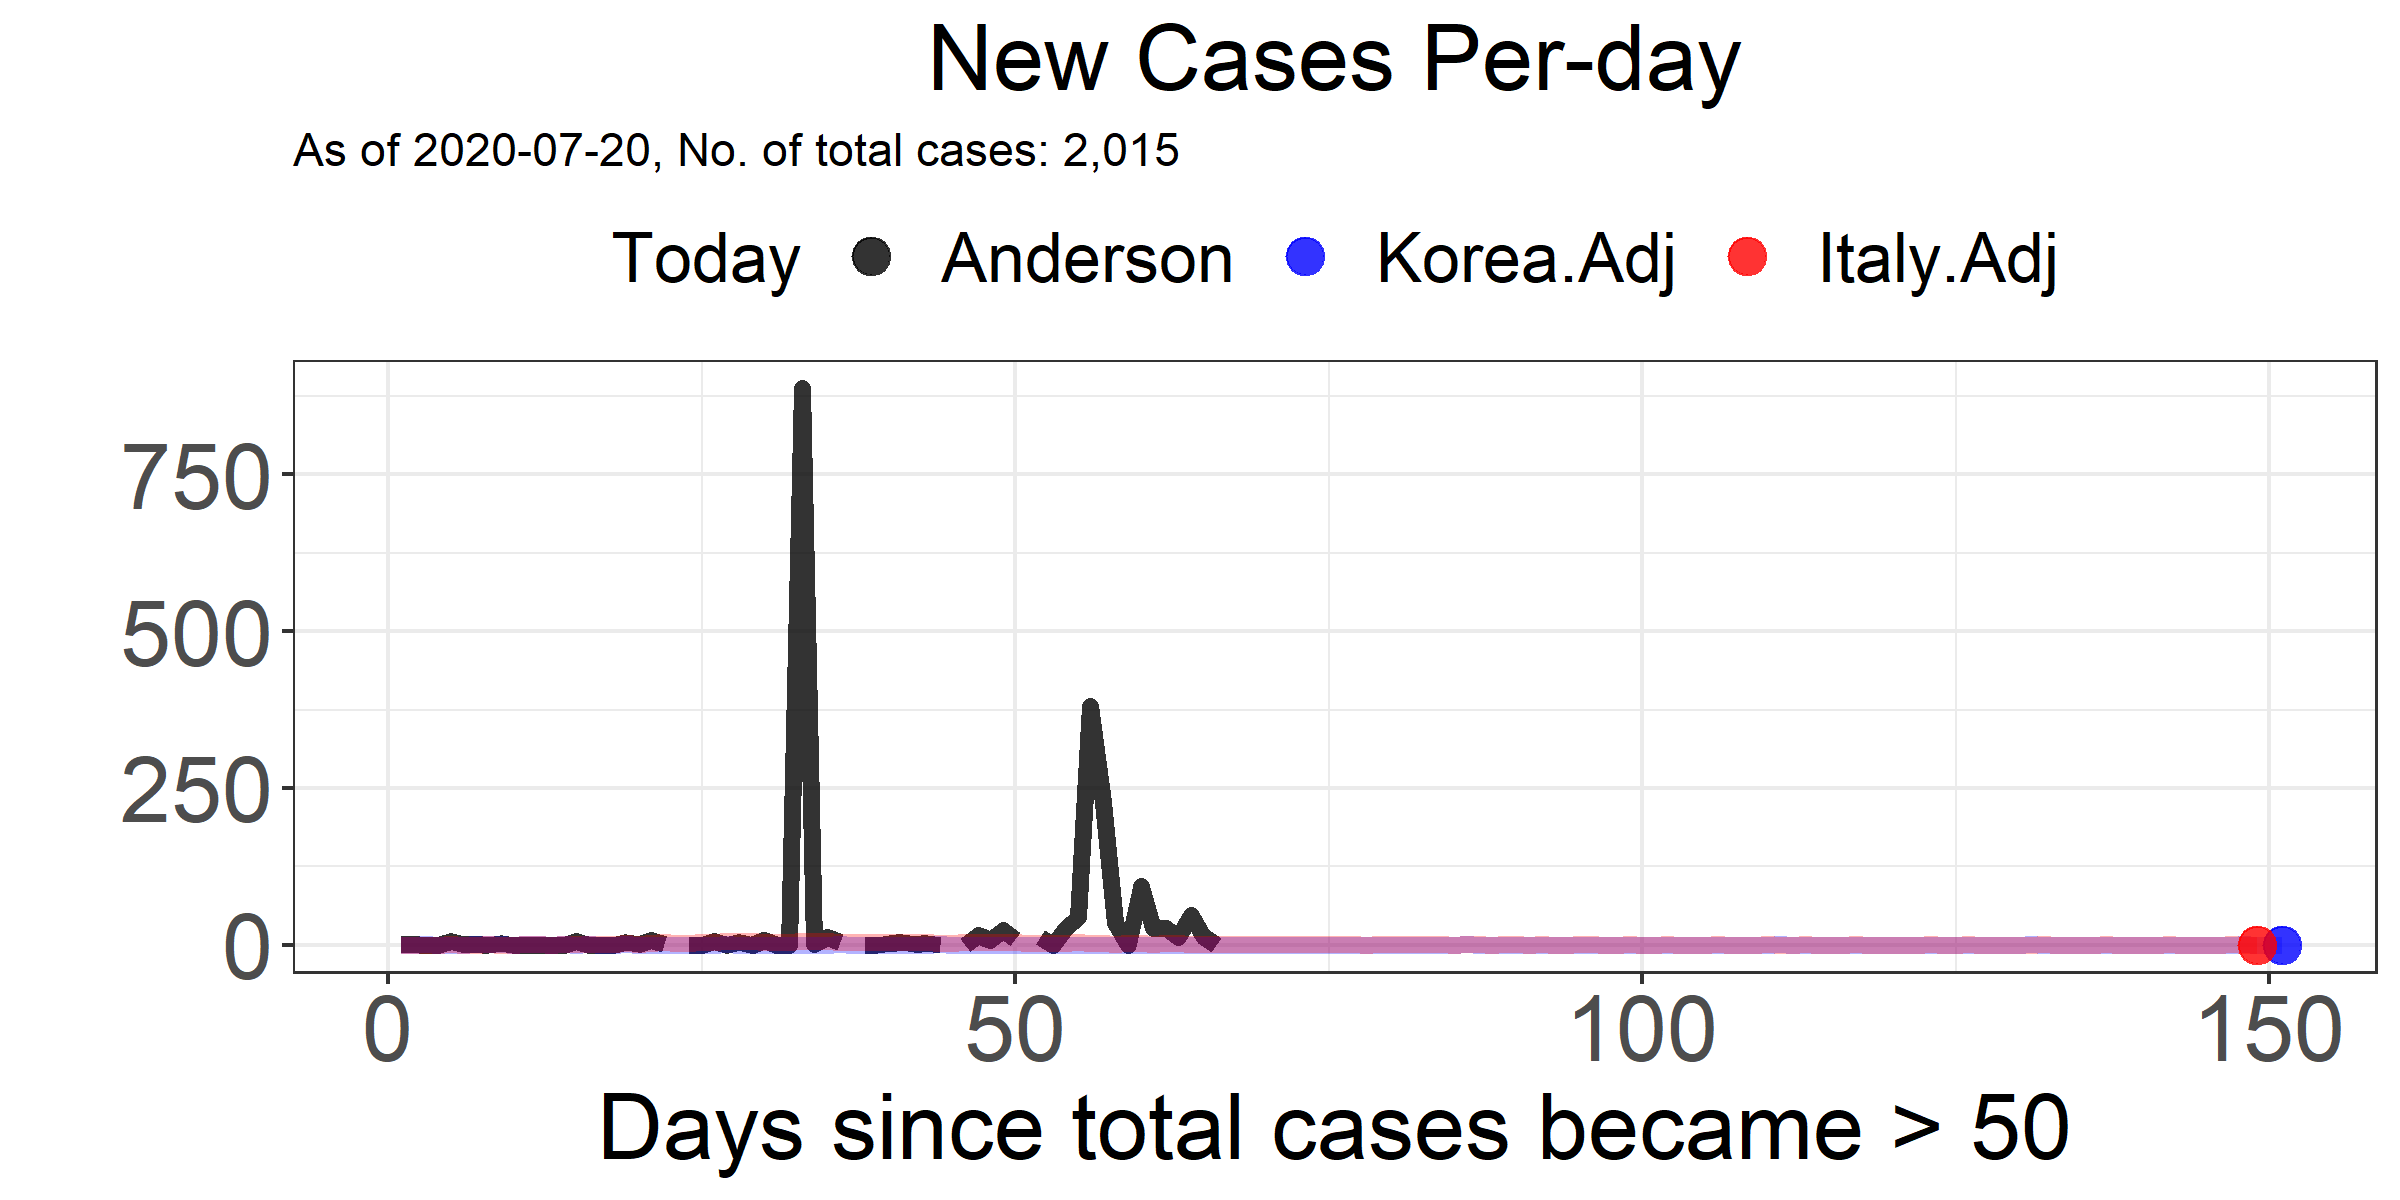 New Cases Per-day
As of 2020-07-20, No. of total cases: 2,015
Today Anderson Korea.Adj Italy.Adj
750
500
250
0
0 50 100 150
Days since total cases became > 50